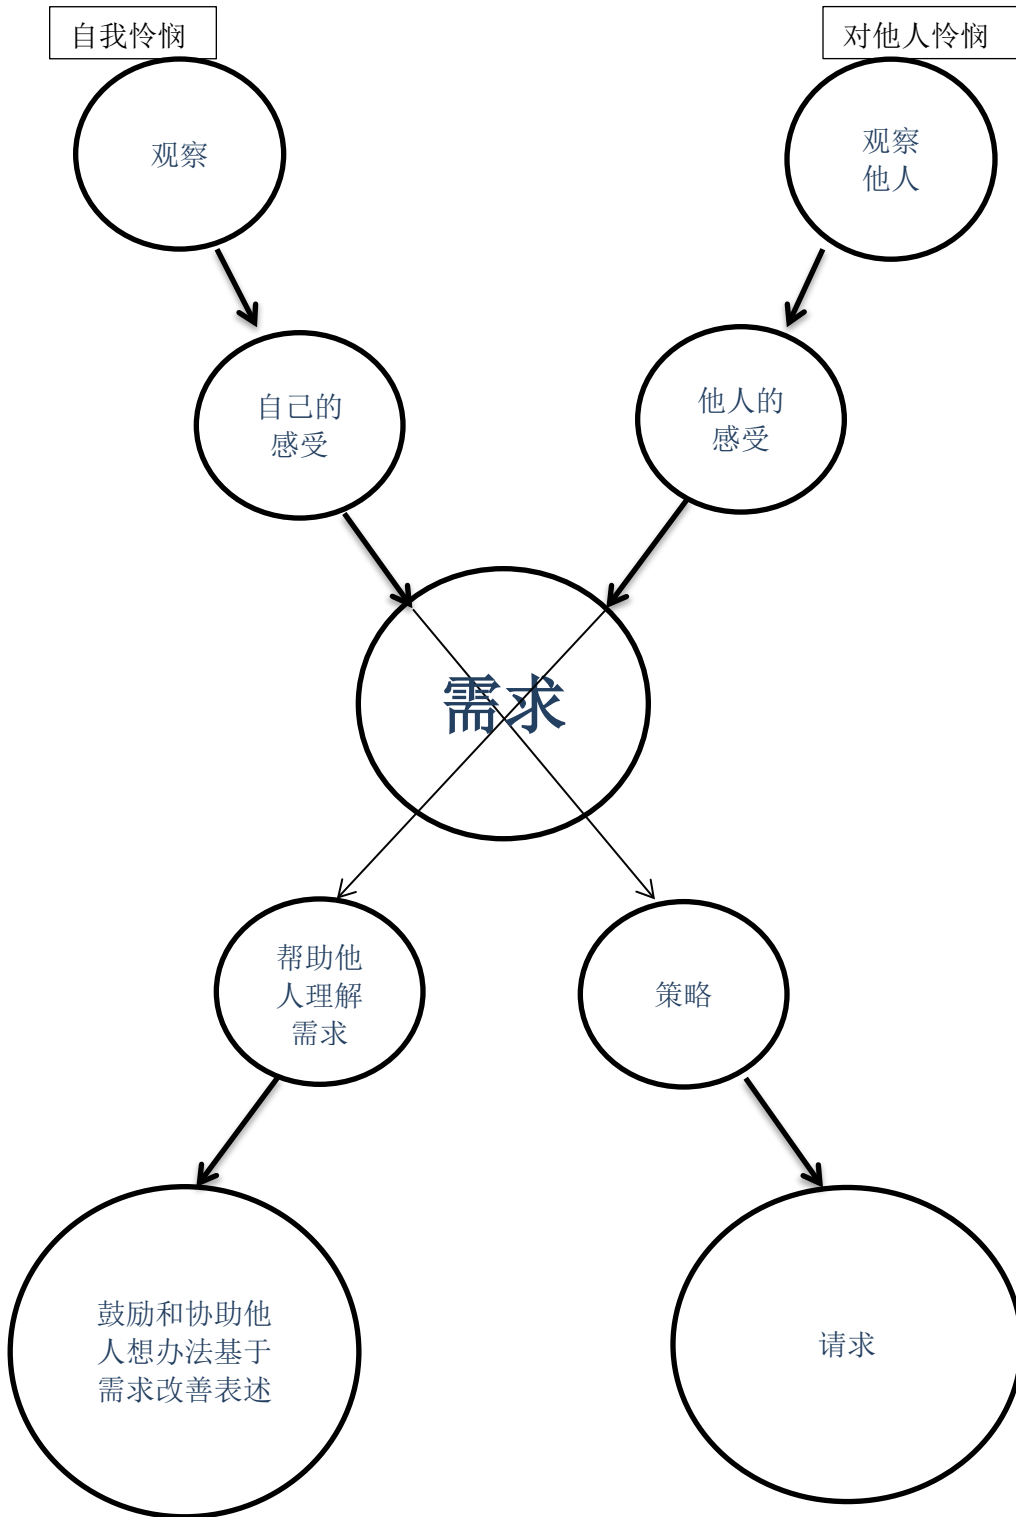 自我怜悯
对他人怜悯
观察
观察
他人
自己的
感受
他人的
感受
需求
帮助他
人理解
需求
策略
鼓励和协助他
人想办法基于
需求改善表述
请求